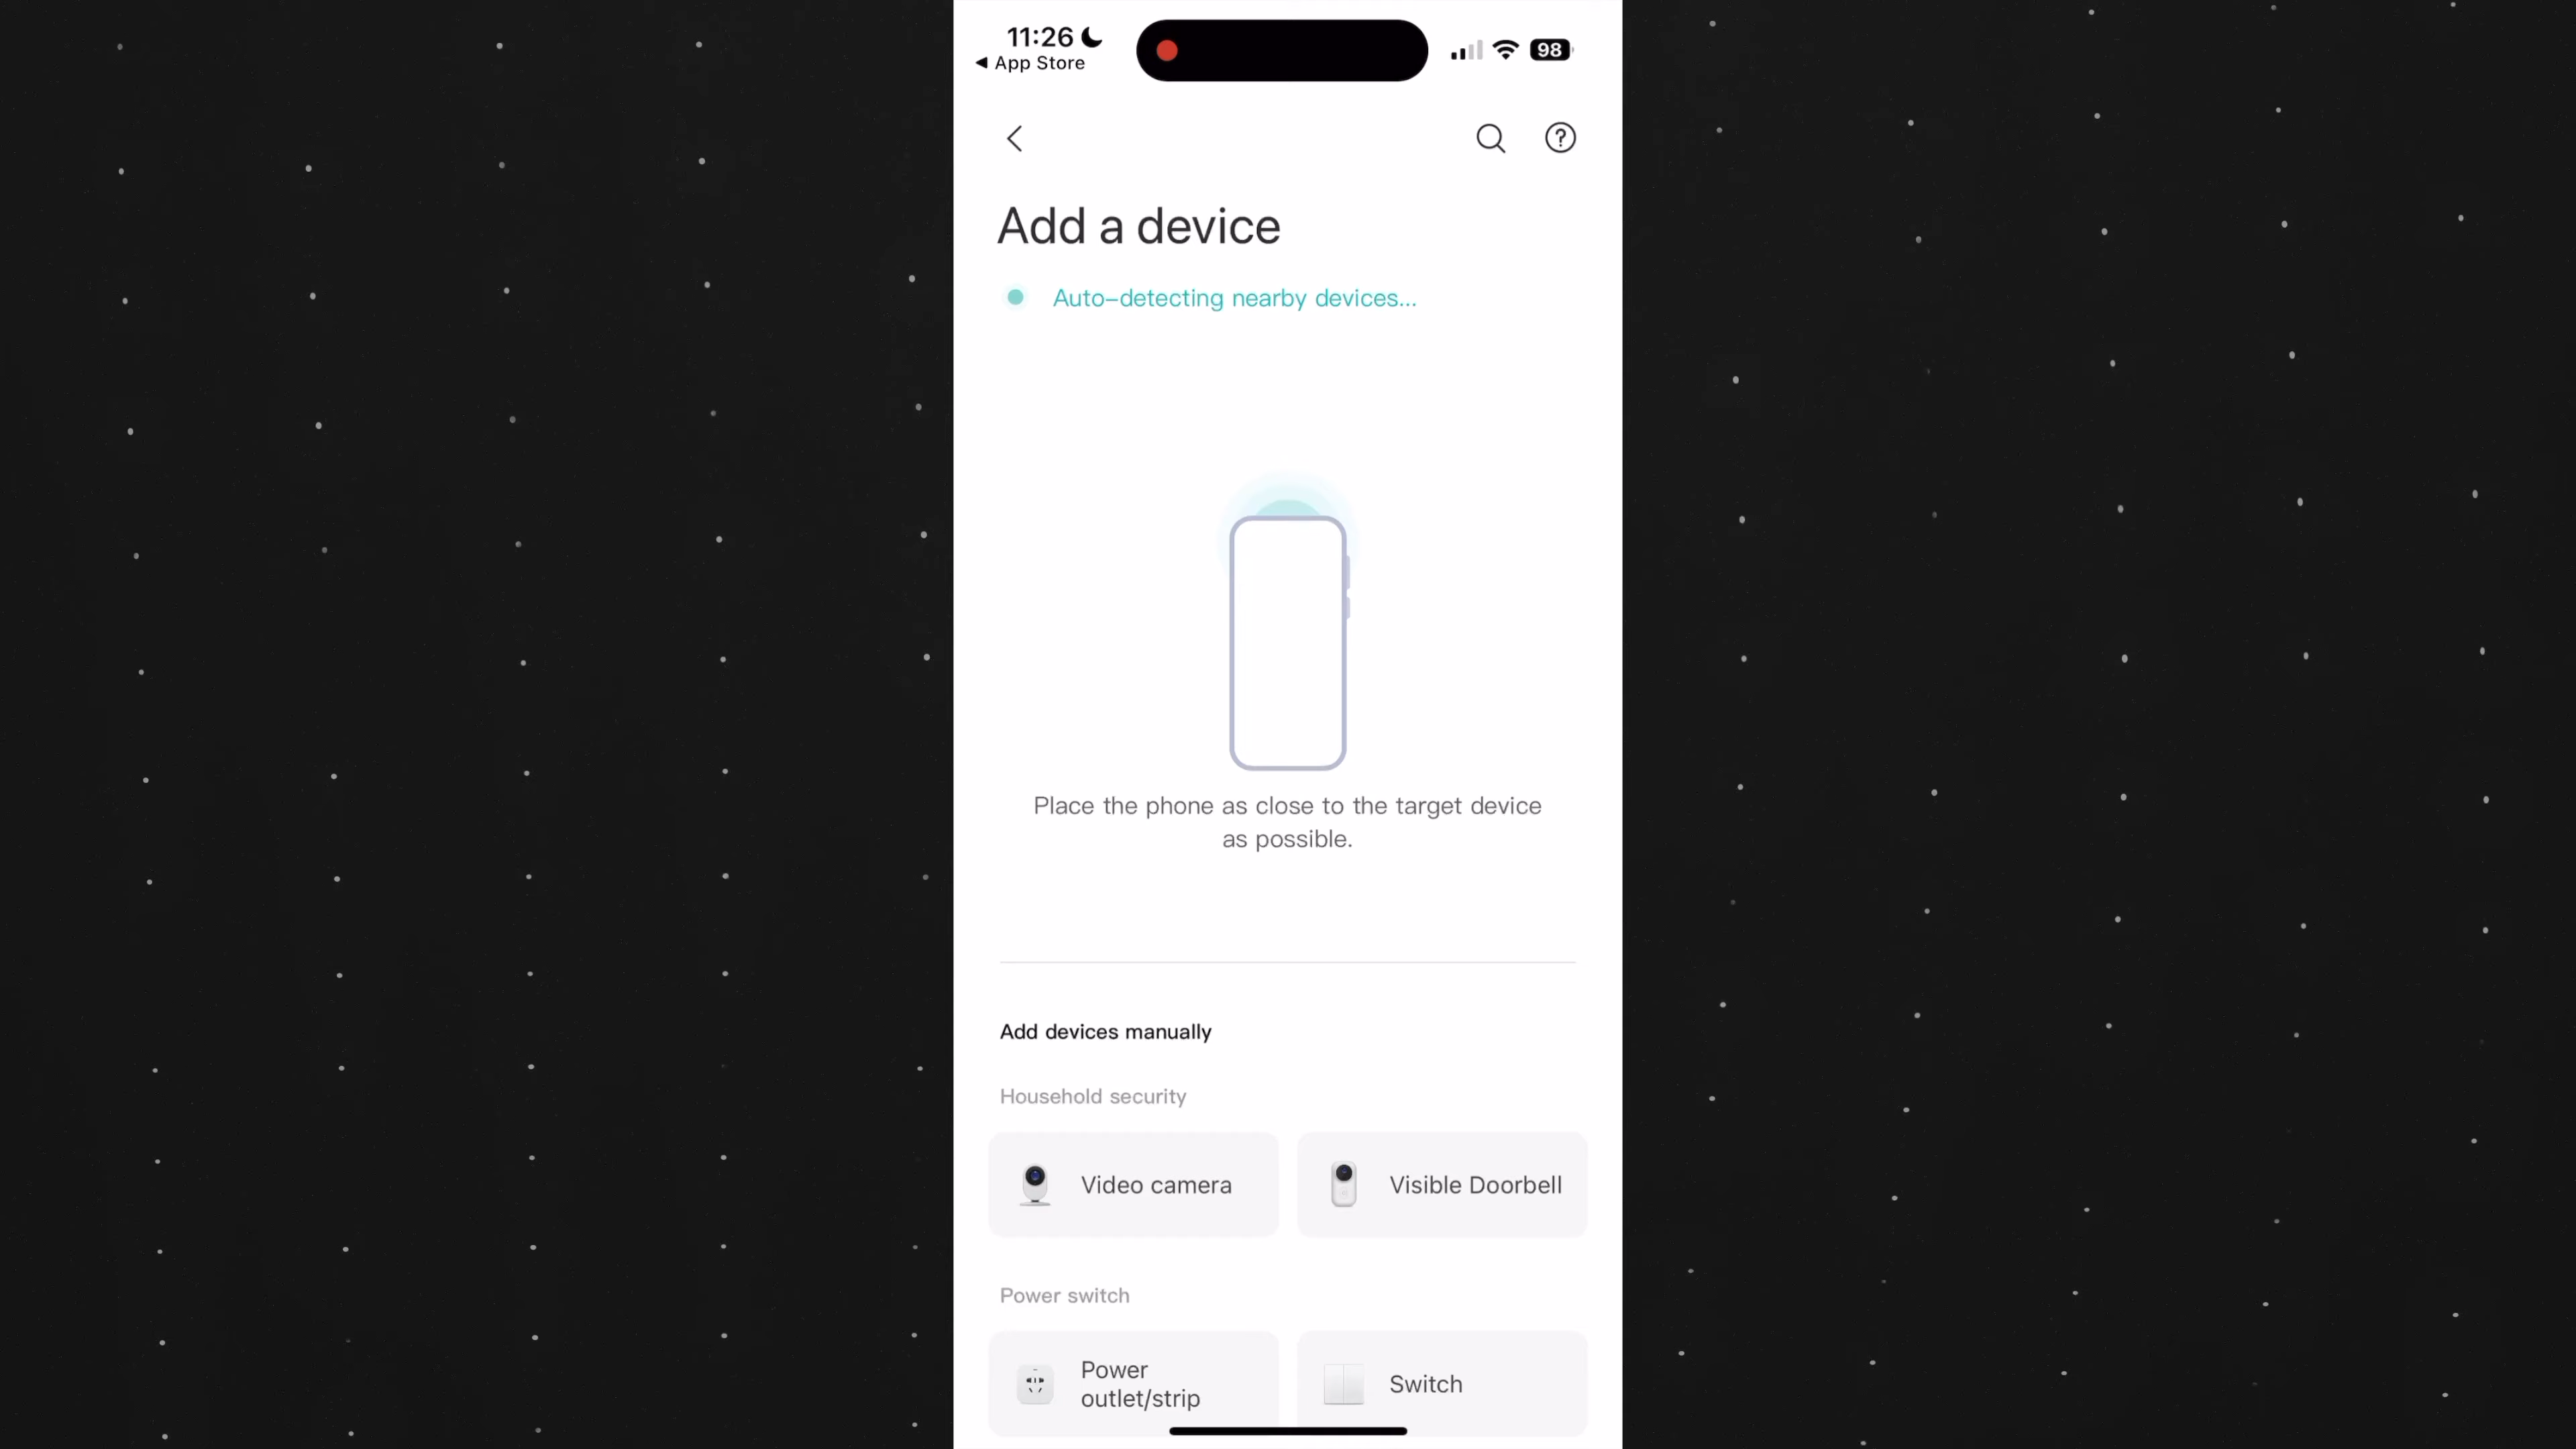 11:26
98
◀ App Store
Add a device
Auto-detecting nearby devices...
Place the phone as close to the target device
as possible.
Add devices manually
Household security
Video camera
Visible Doorbell
Power switch
Power
outlet/strip
Switch